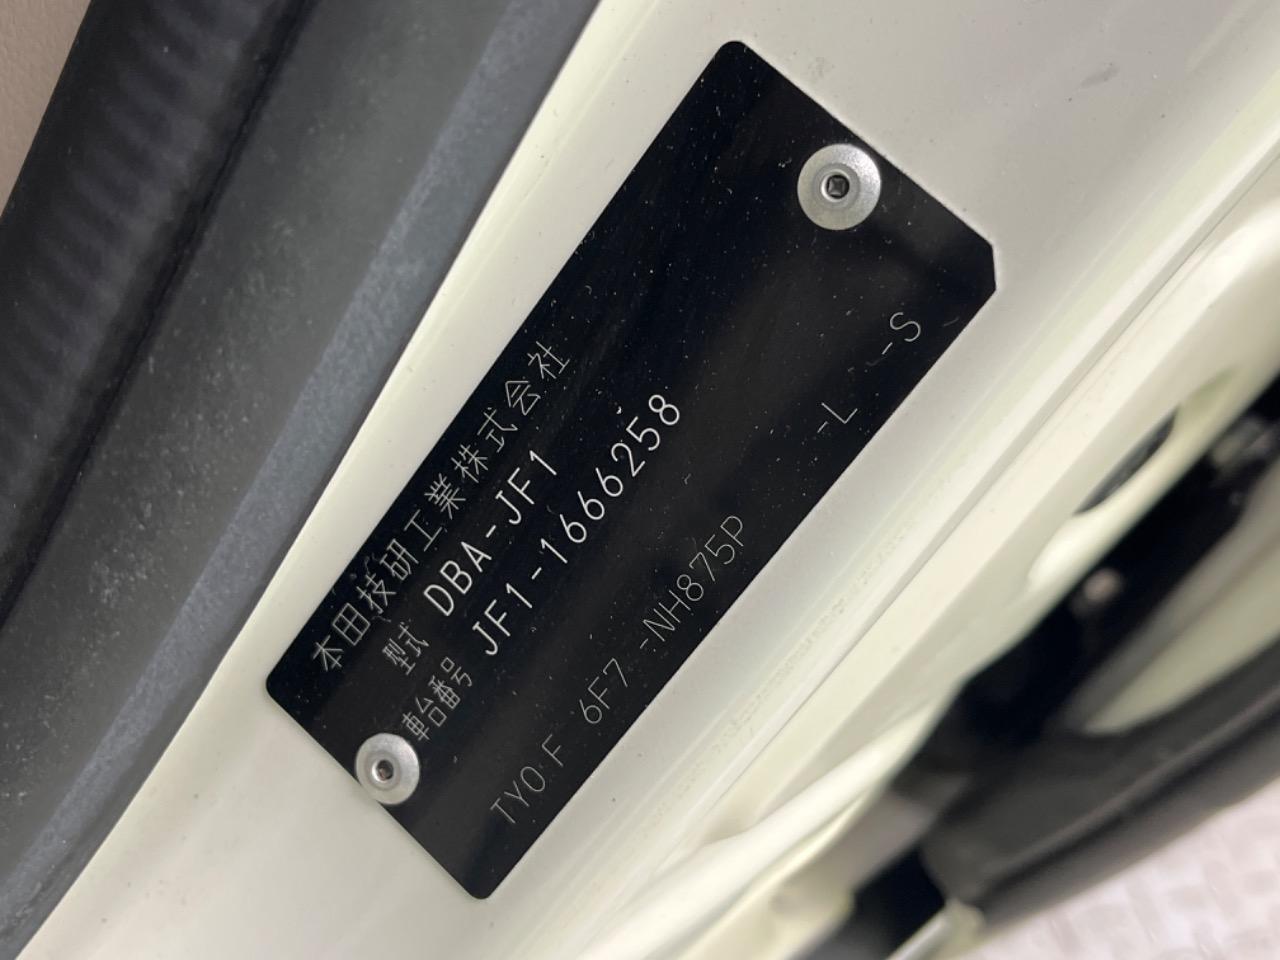 本田技研工業株式会社
型式 DBA-JF1
車台番号 JF1-1666258
TY0 F 6F7 -NH875P -L -S